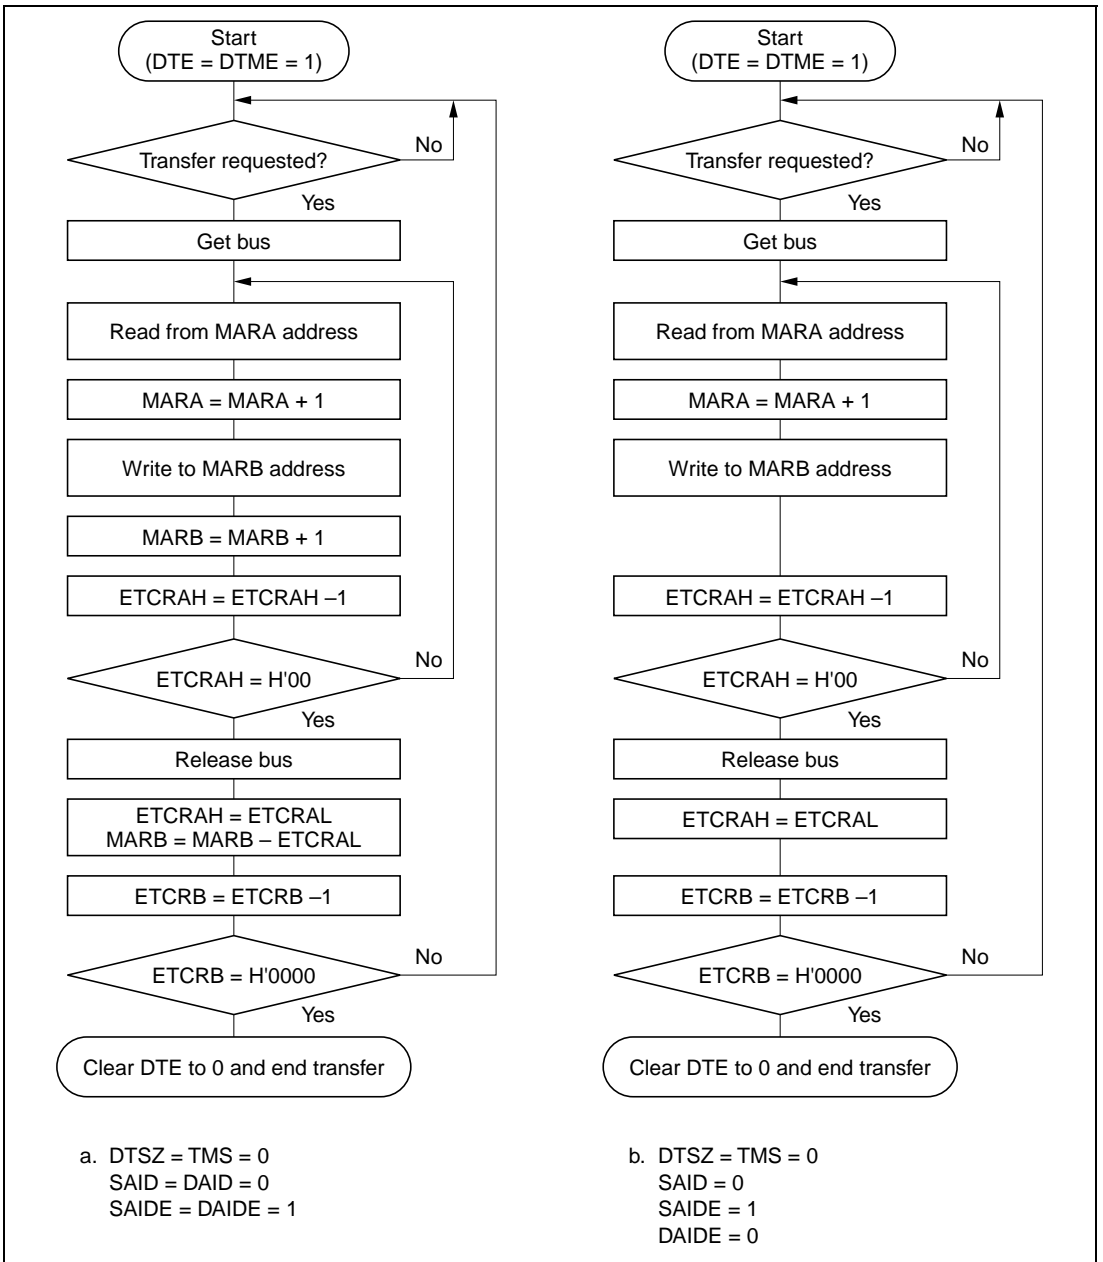 Start
(DTE = DTME = 1)
Transfer requested?
No
Yes
Get bus
Read from MARA address
MARA = MARA + 1
Write to MARB address
MARB = MARB + 1
ETCRAH = ETCRAH –1
No
ETCRAH = H'00
Yes
Release bus
ETCRAH = ETCRAL
MARB = MARB – ETCRAL
ETCRB = ETCRB –1
No
ETCRB = H'0000
Yes
Clear DTE to 0 and end transfer
a. DTSZ = TMS = 0
SAID = DAID = 0
SAIDE = DAIDE = 1
Start
(DTE = DTME = 1)
Transfer requested?
No
Yes
Get bus
Read from MARA address
MARA = MARA + 1
Write to MARB address
ETCRAH = ETCRAH –1
No
ETCRAH = H'00
Yes
Release bus
ETCRAH = ETCRAL
ETCRB = ETCRB –1
No
ETCRB = H'0000
Yes
Clear DTE to 0 and end transfer
b. DTSZ = TMS = 0
SAID = 0
SAIDE = 1
DAIDE = 0